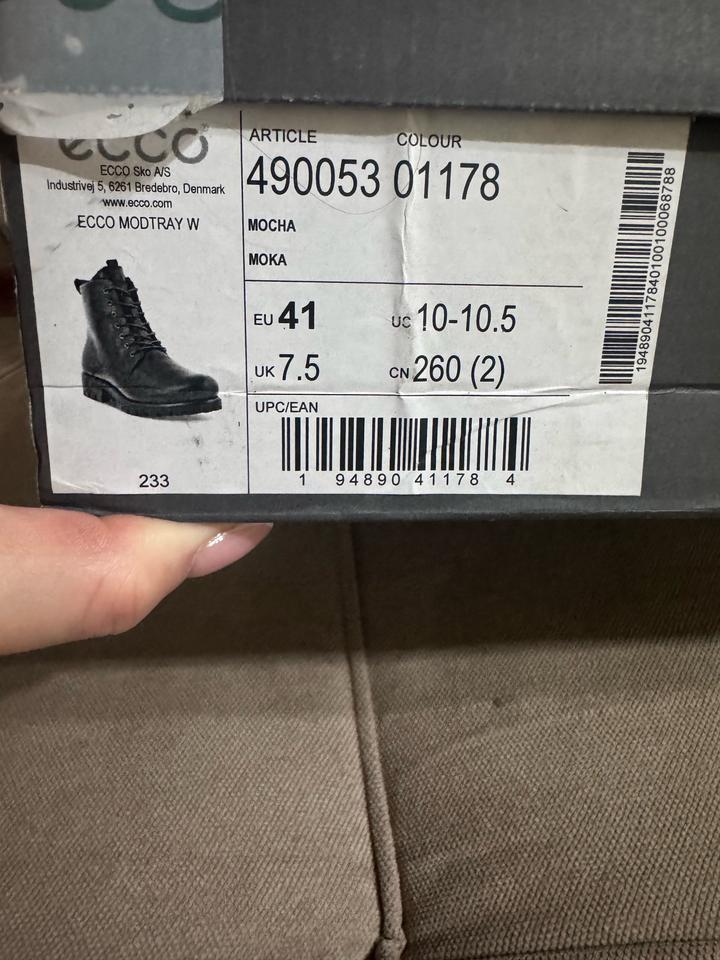 ecco
ECCO Sko A/S
Industrivej 5, 6261 Bredebro, Denmark
www.ecco.com
ECCO MODTRAY W
233
ARTICLE COLOUR
490053 01178
MOCHA
MOKA
EU 41 US 10-10.5
UK 7.5 CN 260 (2)
UPC/EAN
1 94890 41178 4
1948904117840100100068788